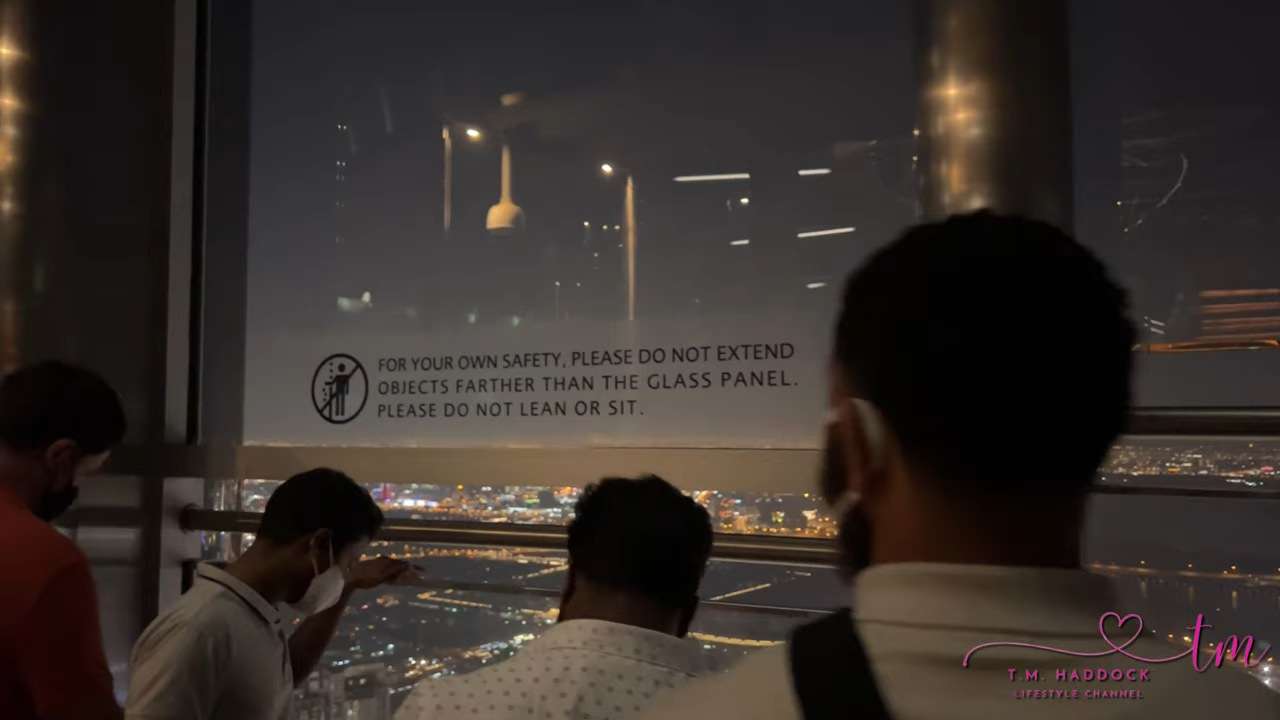 FOR YOUR OWN SAFETY, PLEASE DO NOT EXTEND
OBJECTS FARTHER THAN THE GLASS PANEL.
PLEASE DO NOT LEAN OR SIT.
tm
T.M. HADDOCK
LIFESTYLE CHANNEL